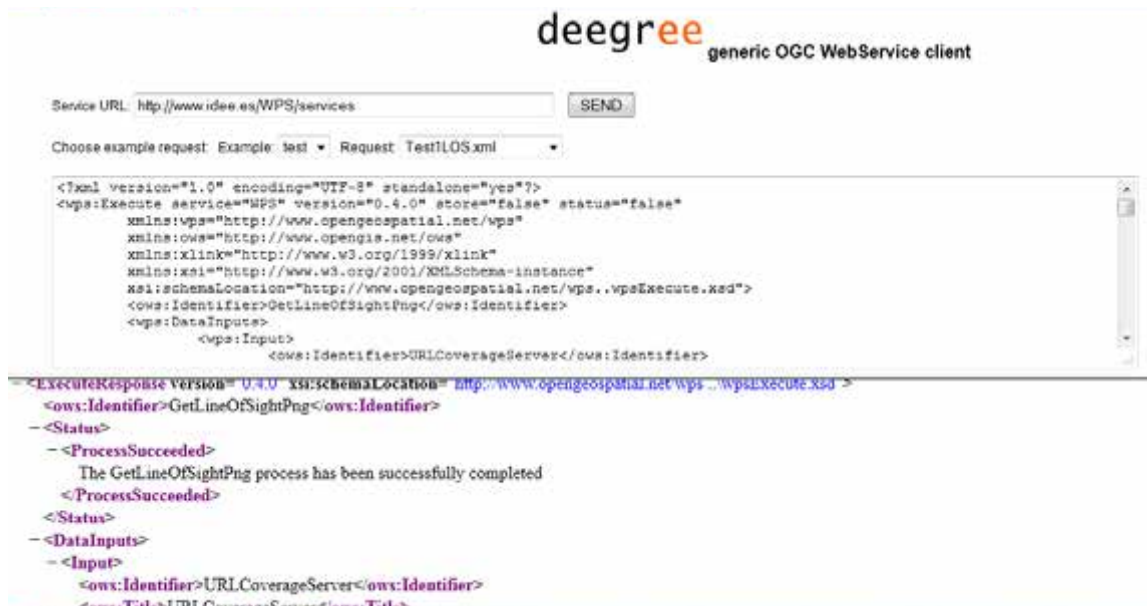 deegree
generic OGC WebService client
Service URL: http://www.idee.es/WPS/services SEND
Choose example request: Example: test Request: Test1LOS.xml
<?xml version="1.0" encoding="UTF-8" standalone="yes"?>
<wps:Execute service="WPS" version="0.4.0" store="false" status="false"
xmlns:wps="http://www.opengeospatial.net/wps"
xmlns:ows="http://www.opengis.net/ows"
xmlns:xlink="http://www.w3.org/1999/xlink"
xmlns:xsi="http://www.w3.org/2001/XMLSchema-instance"
xsi:schemaLocation="http://www.opengeospatial.net/wps..wpsExecute.xsd">
<ows:Identifier>GetLineOfSightPng</ows:Identifier>
<wps:DataInputs>
<wps:Input>
<ows:Identifier>URLCoverageServer</ows:Identifier>
- <ExecuteResponse version="0.4.0" xsi:schemaLocation="http://www.opengeospatial.net/wps ..\wpsExecute.xsd">
<ows:Identifier>GetLineOfSightPng</ows:Identifier>
- <Status>
- <ProcessSucceeded>
The GetLineOfSightPng process has been successfully completed
</ProcessSucceeded>
</Status>
- <DataInputs>
- <Input>
<ows:Identifier>URLCoverageServer</ows:Identifier>
<ows:Title>URLCoverageServer</ows:Title>